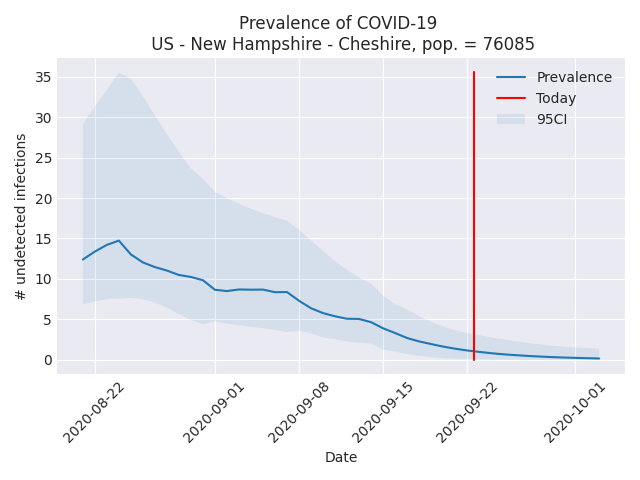 Prevalence of COVID-19
US - New Hampshire - Cheshire, pop. = 76085
Prevalence
Today
95CI
# undetected infections
35
30
25
20
15
10
5
0
2020-08-22
2020-09-01
2020-09-08
2020-09-15
2020-09-22
2020-10-01
Date